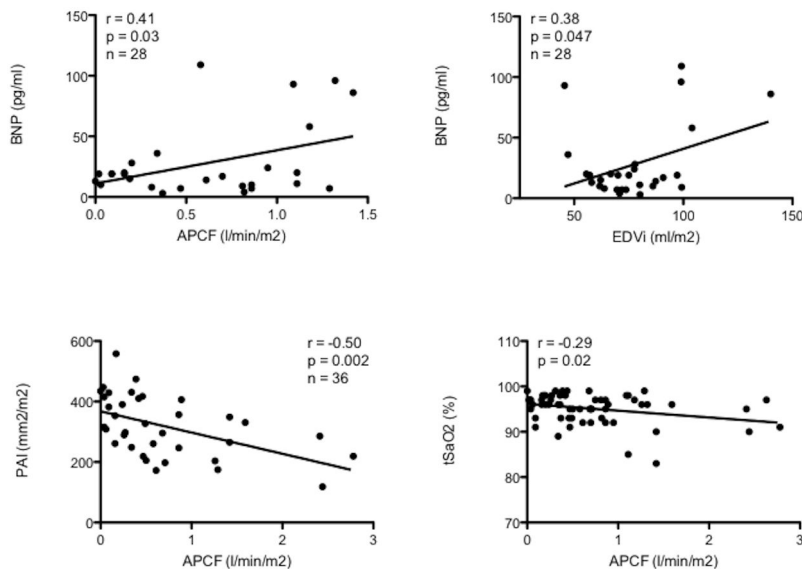 r = 0.41
p = 0.03
n = 28
150
100
50
0
BNP (pg/ml)
0.0 0.5 1.0 1.5
APCF (l/min/m2)
r = 0.38
p = 0.047
n = 28
150
100
50
0
BNP (pg/ml)
50 100 150
EDVi (ml/m2)
r = -0.50
p = 0.002
n = 36
600
400
200
0
PAI (mm2/m2)
0 1 2 3
APCF (l/min/m2)
r = -0.29
p = 0.02
110
100
90
80
70
tSaO2 (%)
0 1 2 3
APCF (l/min/m2)